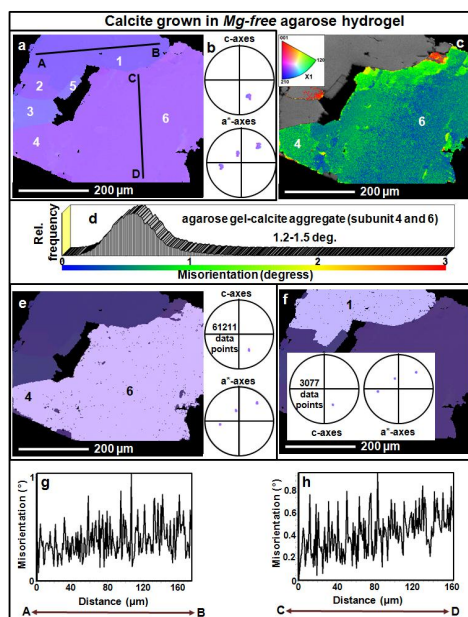 Calcite grown in Mg-free agarose hydrogel
a
A
B
1
2
5
3
4
C
6
D
200 µm
b
c-axes
a*-axes
c
001
X1
210
6
4
200 µm
Rel. frequency
d
agarose gel-calcite aggregate (subunit 4 and 6)
1.2-1.5 deg.
0
1
2
3
Misorientation (degress)
e
4
6
200 µm
c-axes
61211
data
points
a*-axes
f
1
3077
data
points
c-axes
a*-axes
200 µm
g
Misorientation (°)
1
0
0
40
80
120
160
Distance (µm)
A
B
h
Misorientation (°)
0.8
0.6
0.4
0.2
0
0
40
80
120
160
Distance (µm)
C
D